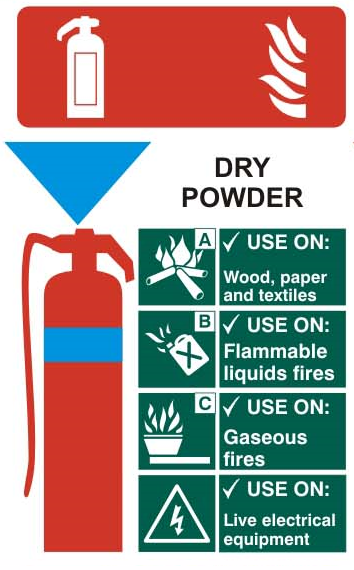 DRY
POWDER
A
✓ USE ON:
Wood, paper
and textiles
B
✓ USE ON:
Flammable
liquids fires
C
✓ USE ON:
Gaseous
fires
✓ USE ON:
Live electrical
equipment